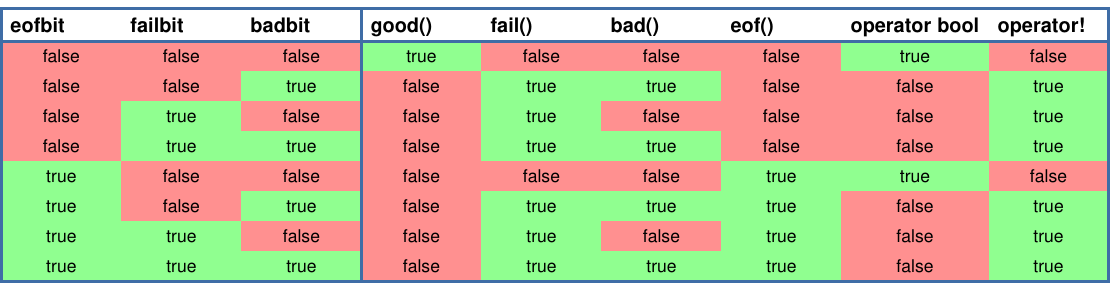 eofbit failbit badbit good() fail() bad() eof() operator bool operator!
false false false true false false false true false
false false true false true true false false true
false true false false true false false false true
false true true false true true false false true
true false false false false false true true false
true false true false true true true false true
true true false false true false true false true
true true true false true true true false true